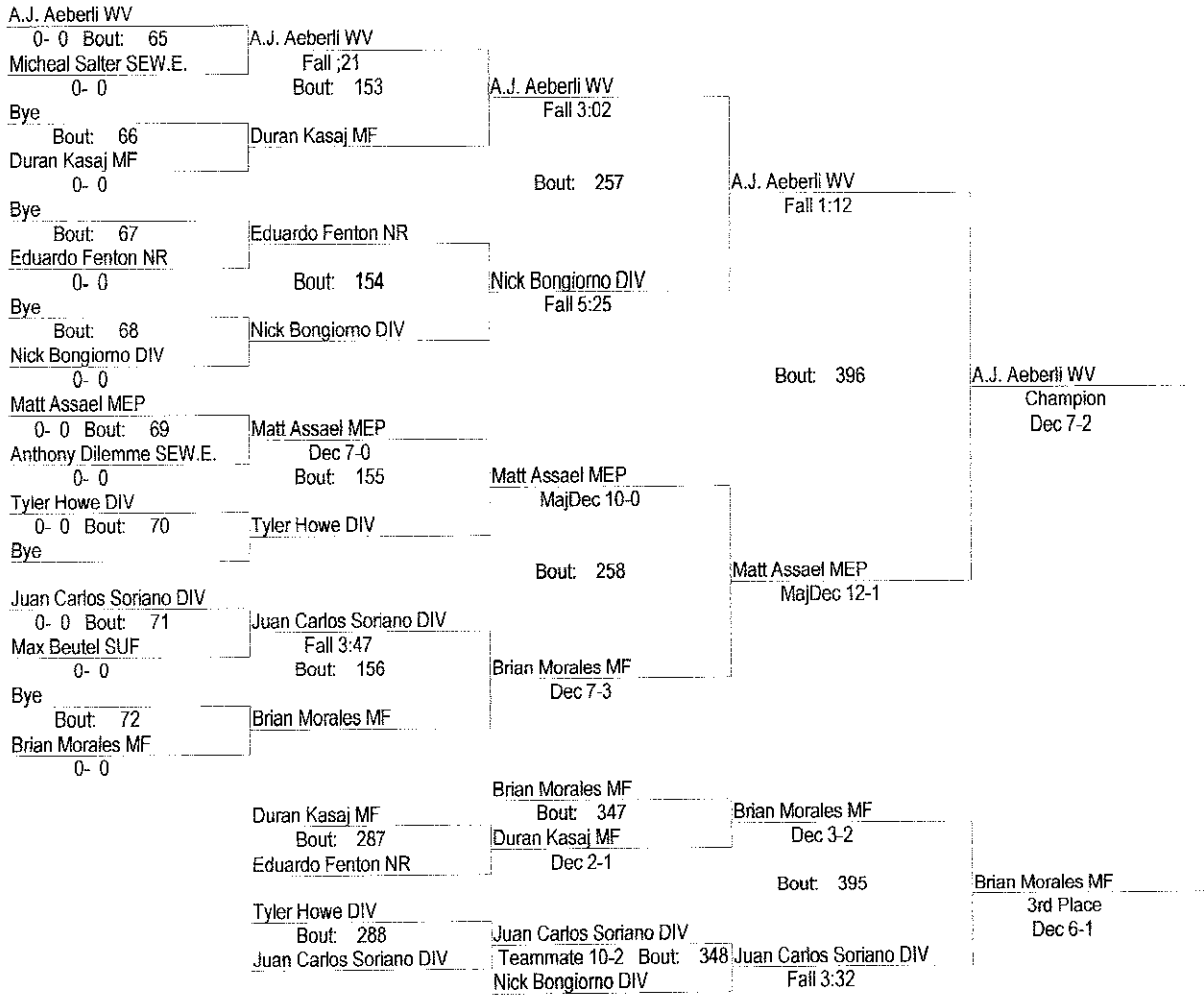 A.J. Aeberli WV
0- 0 Bout: 65
Micheal Salter SEW.E.
0- 0
Bye
Bout: 66
Duran Kasaj MF
0- 0
Bye
Bout: 67
Eduardo Fenton NR
0- 0
Bye
Bout: 68
Nick Bongiorno DIV
0- 0
Matt Assael MEP
0- 0 Bout: 69
Anthony Dilemme SEW.E.
0- 0
Tyler Howe DIV
0- 0 Bout: 70
Bye
Juan Carlos Soriano DIV
0- 0 Bout: 71
Max Beutel SUF
0- 0
Bye
Bout: 72
Brian Morales MF
0- 0
A.J. Aeberli WV
Fall ;21
Bout: 153
Duran Kasaj MF
Eduardo Fenton NR
Bout: 154
Nick Bongiorno DIV
Matt Assael MEP
Dec 7-0
Bout: 155
Tyler Howe DIV
Juan Carlos Soriano DIV
Fall 3:47
Bout: 156
Brian Morales MF
A.J. Aeberli WV
Fall 3:02
Bout: 257
Nick Bongiorno DIV
Fall 5:25
Matt Assael MEP
MajDec 10-0
Bout: 258
Brian Morales MF
Dec 7-3
A.J. Aeberli WV
Fall 1:12
Bout: 396
Matt Assael MEP
MajDec 12-1
A.J. Aeberli WV
Champion
Dec 7-2
Duran Kasaj MF
Bout: 287
Eduardo Fenton NR
Tyler Howe DIV
Bout: 288
Juan Carlos Soriano DIV
Brian Morales MF
Bout: 347
Duran Kasaj MF
Dec 2-1
Juan Carlos Soriano DIV
Teammate 10-2 Bout: 348
Nick Bongiorno DIV
Brian Morales MF
Dec 3-2
Bout: 395
Juan Carlos Soriano DIV
Fall 3:32
Brian Morales MF
3rd Place
Dec 6-1